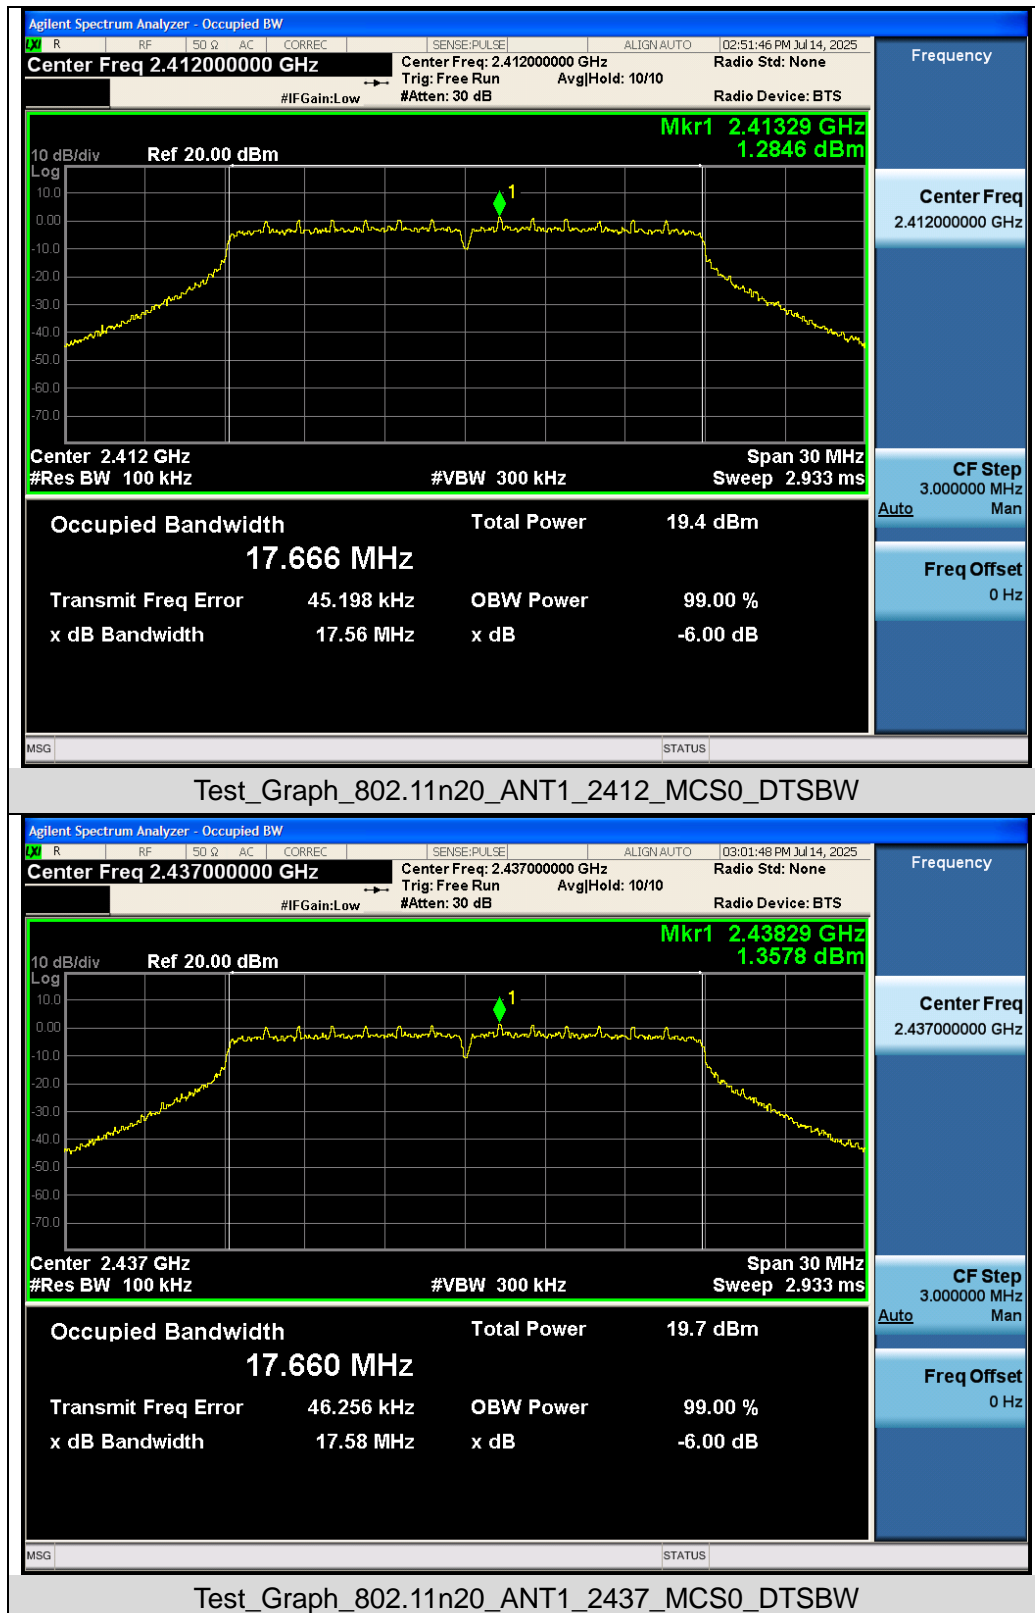 Agilent Spectrum Analyzer - Occupied BW
LXI R RF 50 Ω AC CORREC SENSE:PULSE ALIGN AUTO 02:51:46 PM Jul 14, 2025
Center Freq 2.412000000 GHz
Center Freq: 2.412000000 GHz
Radio Std: None
Trig: Free Run Avg|Hold: 10/10
#IFGain:Low #Atten: 30 dB Radio Device: BTS
Frequency
Mkr1 2.41329 GHz
1.2846 dBm
10 dB/div Ref 20.00 dBm
Log
10.0
0.00
-10.0
-20.0
-30.0
-40.0
-50.0
-60.0
-70.0
1
Center 2.412 GHz Span 30 MHz
#Res BW 100 kHz #VBW 300 kHz Sweep 2.933 ms
Center Freq
2.412000000 GHz
CF Step
3.000000 MHz
Auto Man
Freq Offset
0 Hz
Occupied Bandwidth Total Power 19.4 dBm
17.666 MHz
Transmit Freq Error 45.198 kHz OBW Power 99.00 %
x dB Bandwidth 17.56 MHz x dB -6.00 dB
MSG STATUS
Test_Graph_802.11n20_ANT1_2412_MCS0_DTSBW
Agilent Spectrum Analyzer - Occupied BW
LXI R RF 50 Ω AC CORREC SENSE:PULSE ALIGN AUTO 03:01:48 PM Jul 14, 2025
Center Freq 2.437000000 GHz
Center Freq: 2.437000000 GHz
Radio Std: None
Trig: Free Run Avg|Hold: 10/10
#IFGain:Low #Atten: 30 dB Radio Device: BTS
Frequency
Mkr1 2.43829 GHz
1.3578 dBm
10 dB/div Ref 20.00 dBm
Log
10.0
0.00
-10.0
-20.0
-30.0
-40.0
-50.0
-60.0
-70.0
1
Center 2.437 GHz Span 30 MHz
#Res BW 100 kHz #VBW 300 kHz Sweep 2.933 ms
Center Freq
2.437000000 GHz
CF Step
3.000000 MHz
Auto Man
Freq Offset
0 Hz
Occupied Bandwidth Total Power 19.7 dBm
17.660 MHz
Transmit Freq Error 46.256 kHz OBW Power 99.00 %
x dB Bandwidth 17.58 MHz x dB -6.00 dB
MSG STATUS
Test_Graph_802.11n20_ANT1_2437_MCS0_DTSBW